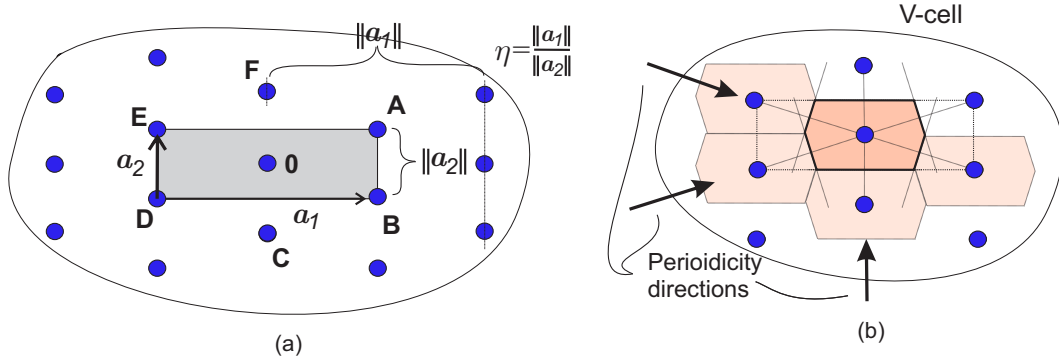 ‖a₁‖
η=‖a₁‖/‖a₂‖
F
E
A
a₂
0
‖a₂‖
D
a₁
B
C
(a)
V-cell
Perioidicity
directions
(b)